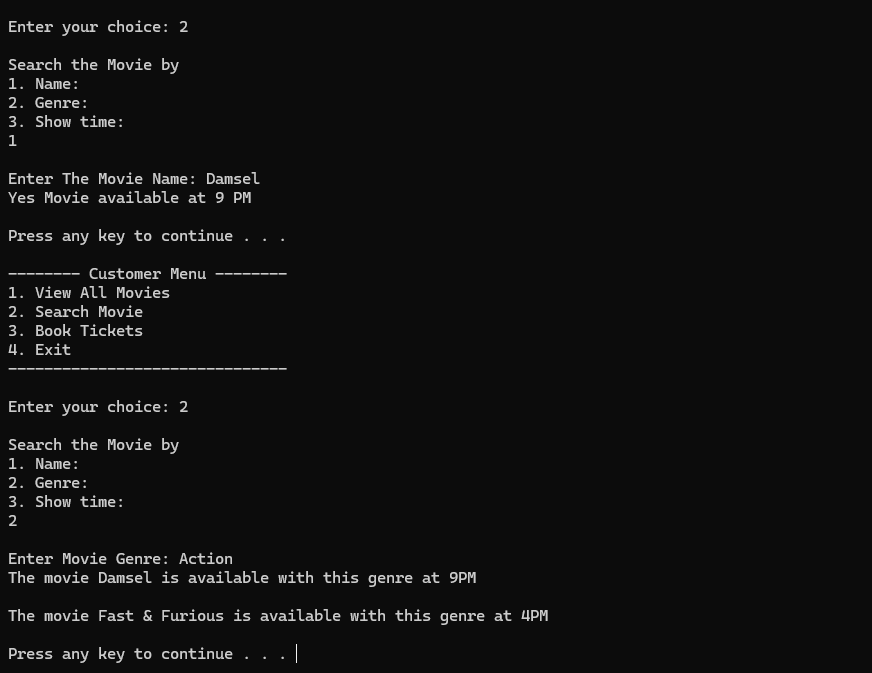 Enter your choice: 2
Search the Movie by
1. Name:
2. Genre:
3. Show time:
1
Enter The Movie Name: Damsel
Yes Movie available at 9 PM
Press any key to continue . . .
-------- Customer Menu --------
1. View All Movies
2. Search Movie
3. Book Tickets
4. Exit
-------------------------------
Enter your choice: 2
Search the Movie by
1. Name:
2. Genre:
3. Show time:
2
Enter Movie Genre: Action
The movie Damsel is available with this genre at 9PM
The movie Fast & Furious is available with this genre at 4PM
Press any key to continue . . .